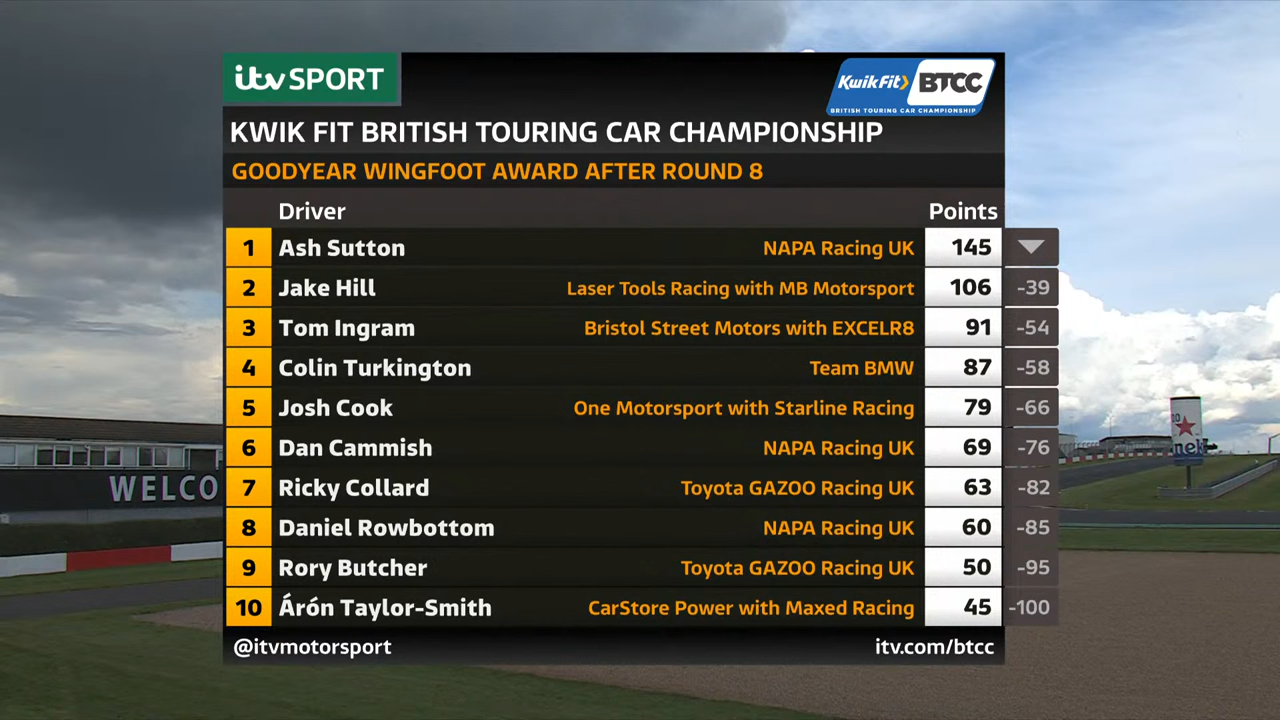 itv SPORT
KwikFit BTCC
BRITISH TOURING CAR CHAMPIONSHIP
KWIK FIT BRITISH TOURING CAR CHAMPIONSHIP
GOODYEAR WINGFOOT AWARD AFTER ROUND 8
Driver Points
1 Ash Sutton NAPA Racing UK 145
2 Jake Hill Laser Tools Racing with MB Motorsport 106 -39
3 Tom Ingram Bristol Street Motors with EXCELR8 91 -54
4 Colin Turkington Team BMW 87 -58
5 Josh Cook One Motorsport with Starline Racing 79 -66
6 Dan Cammish NAPA Racing UK 69 -76
7 Ricky Collard Toyota GAZOO Racing UK 63 -82
8 Daniel Rowbottom NAPA Racing UK 60 -85
9 Rory Butcher Toyota GAZOO Racing UK 50 -95
10 Árón Taylor-Smith CarStore Power with Maxed Racing 45 -100
@itvmotorsport itv.com/btcc
WELCO